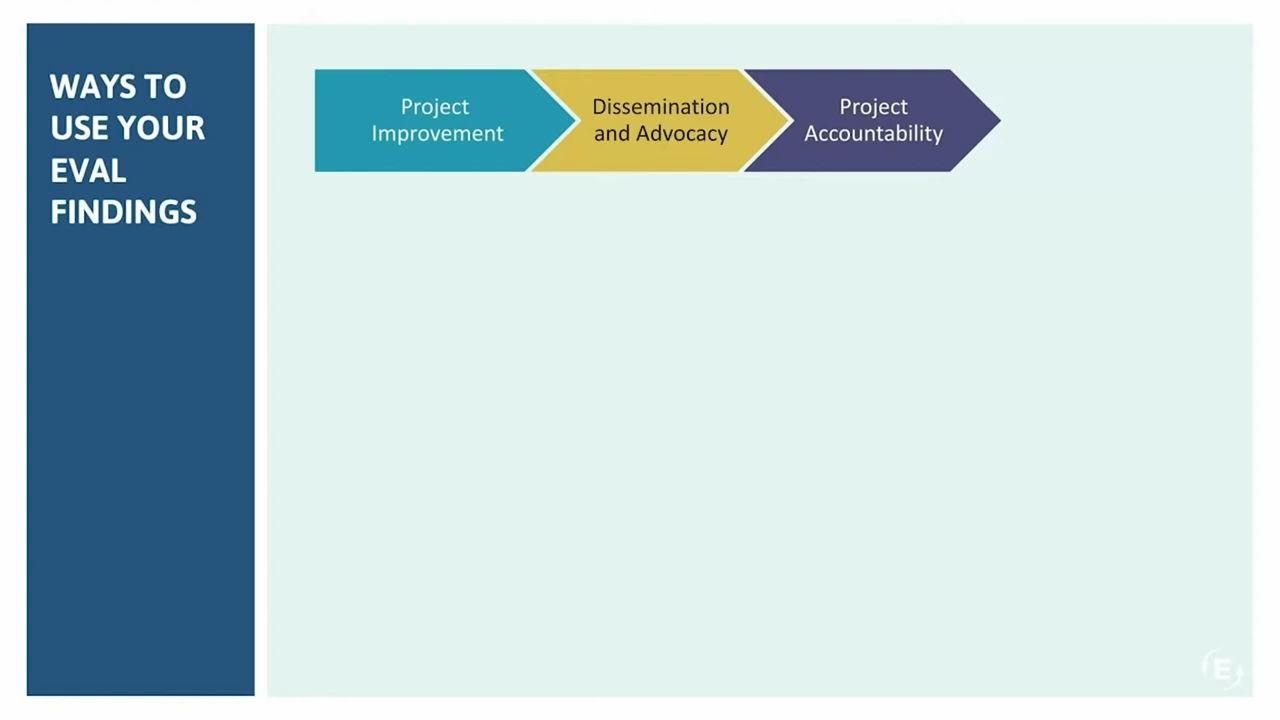 WAYS TO
USE YOUR
EVAL
FINDINGS
Project
Improvement
Dissemination
and Advocacy
Project
Accountability
E